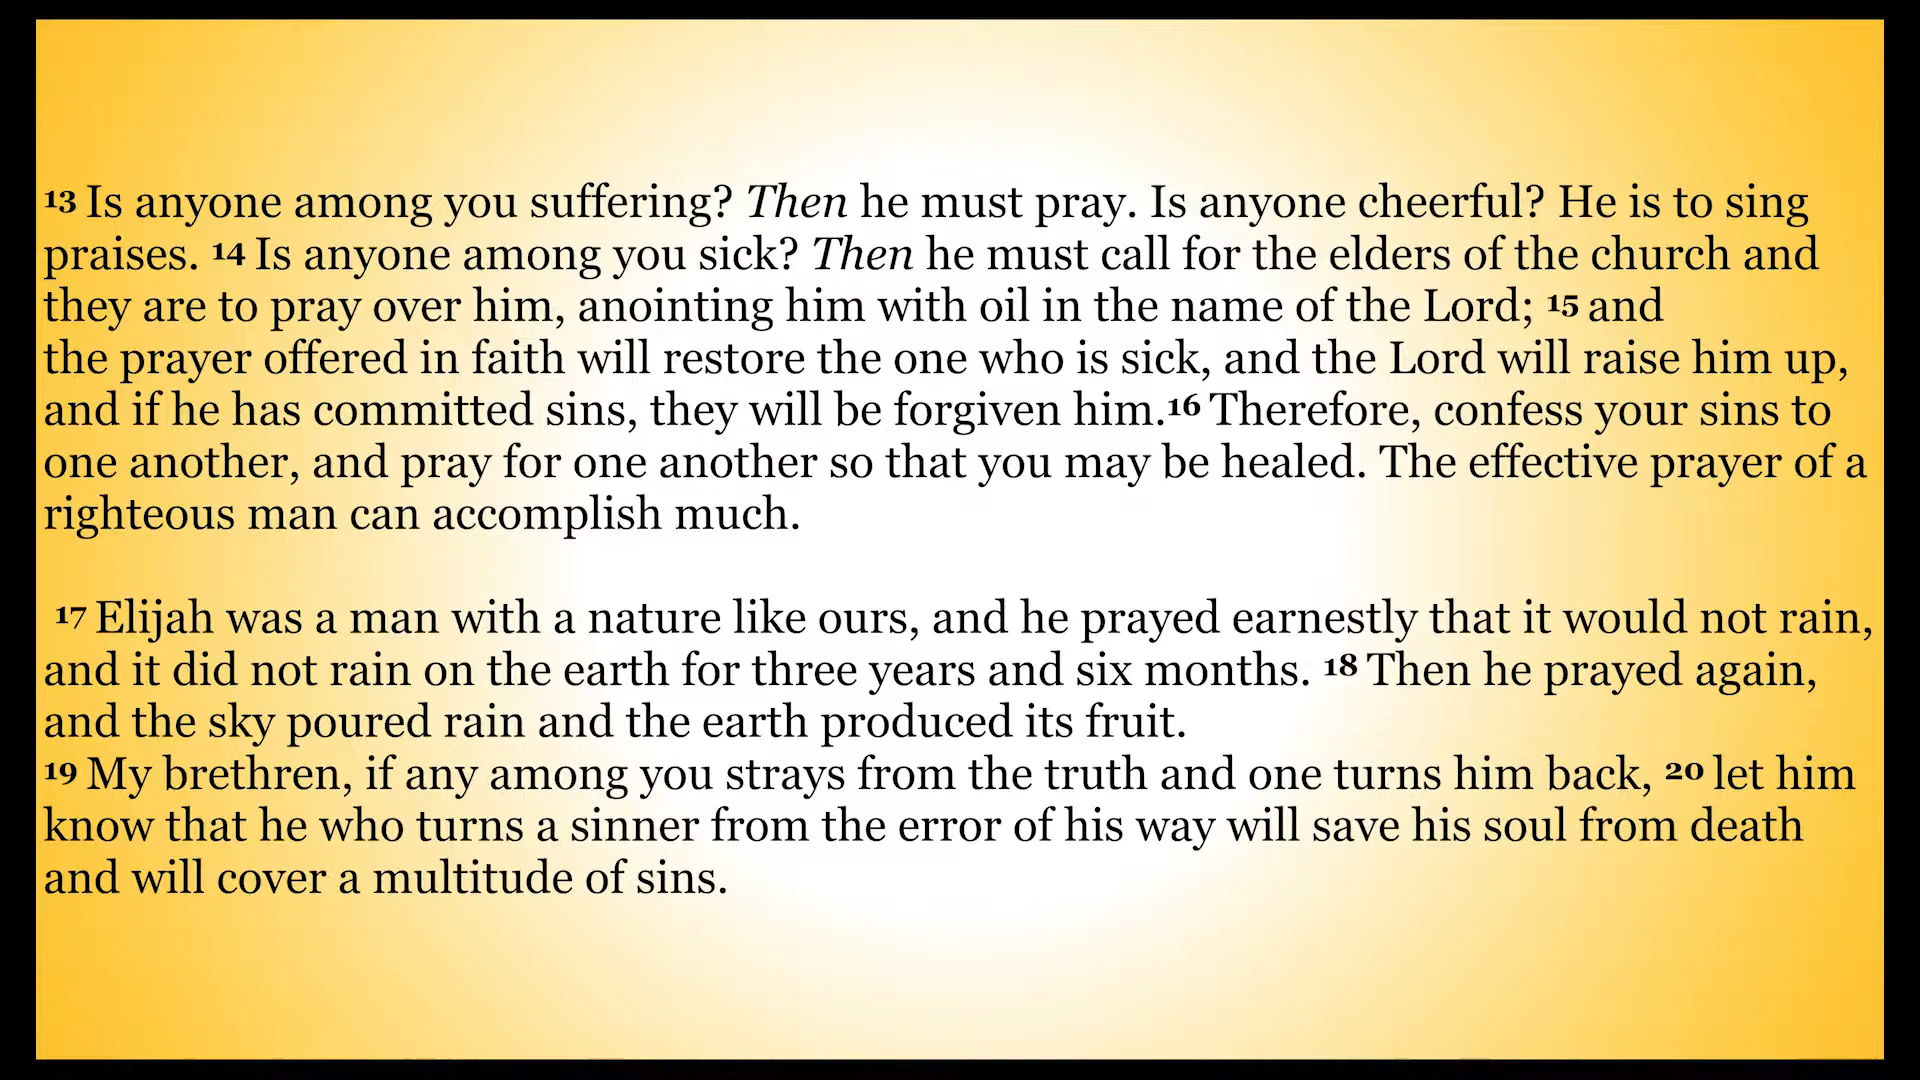 13 Is anyone among you suffering? Then he must pray. Is anyone cheerful? He is to sing
praises. 14 Is anyone among you sick? Then he must call for the elders of the church and
they are to pray over him, anointing him with oil in the name of the Lord; 15 and
the prayer offered in faith will restore the one who is sick, and the Lord will raise him up,
and if he has committed sins, they will be forgiven him.16 Therefore, confess your sins to
one another, and pray for one another so that you may be healed. The effective prayer of a
righteous man can accomplish much.
17 Elijah was a man with a nature like ours, and he prayed earnestly that it would not rain,
and it did not rain on the earth for three years and six months. 18 Then he prayed again,
and the sky poured rain and the earth produced its fruit.
19 My brethren, if any among you strays from the truth and one turns him back, 20 let him
know that he who turns a sinner from the error of his way will save his soul from death
and will cover a multitude of sins.